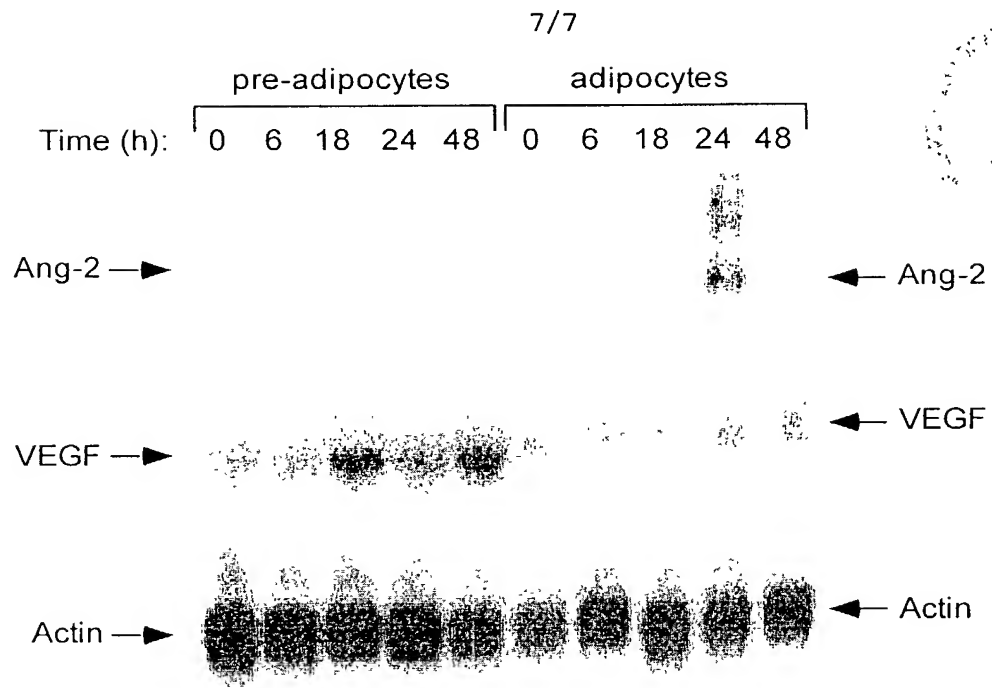 7/7
pre-adipocytes adipocytes
Time (h): 0 6 18 24 48 0 6 18 24 48
Ang-2 Ang-2
VEGF
VEGF
Actin
Actin